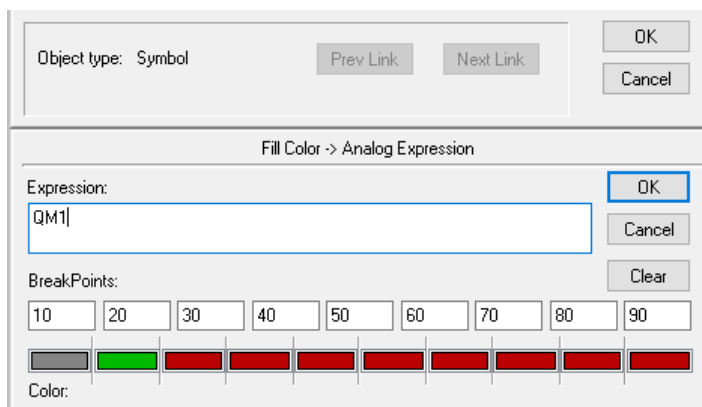 OK
Object type: Symbol Prev Link Next Link
Cancel
Fill Color -> Analog Expression
Expression: OK
QM1
Cancel
BreakPoints: Clear
10 20 30 40 50 60 70 80 90
Color: